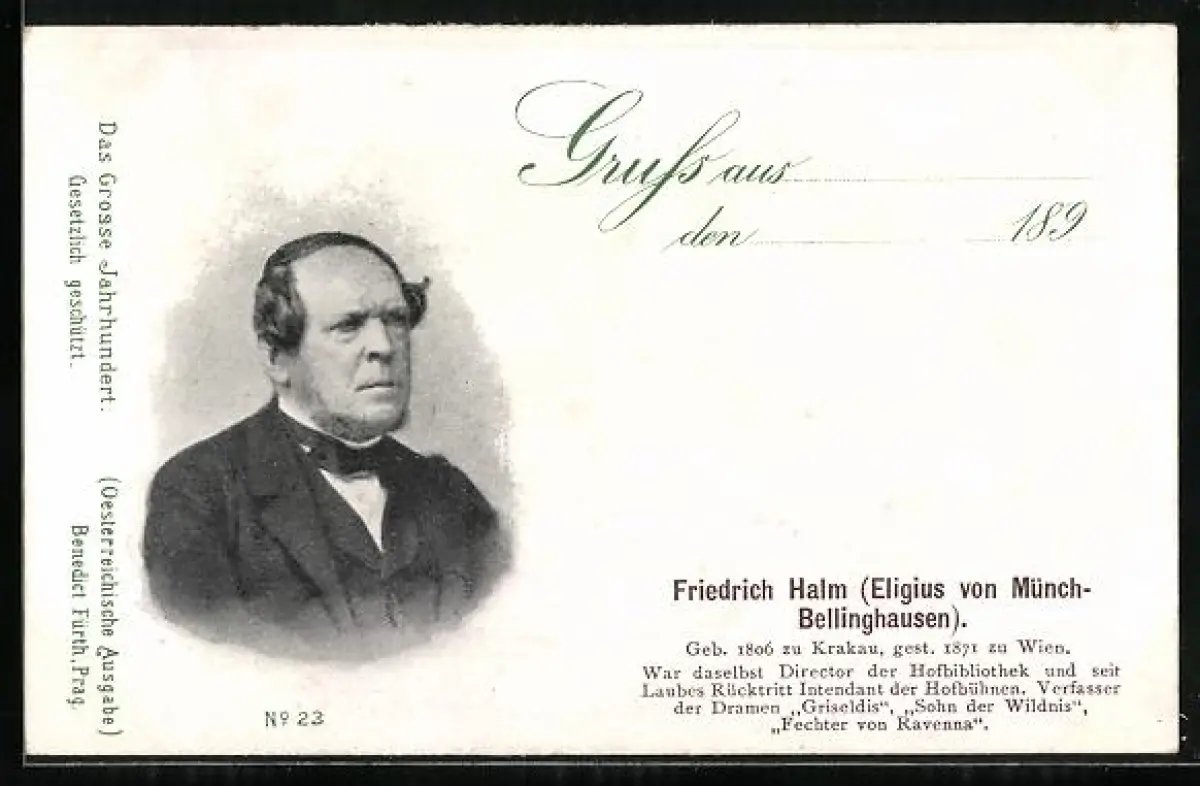 Gruſs aus
den 189
Das Grosse Jahrhundert. (Oesterreichische Ausgabe)
Gesetzlich geschützt. Benedict Fürth, Prag.
Friedrich Halm (Eligius von Münch-
Bellinghausen).
Geb. 1806 zu Krakau, gest. 1871 zu Wien.
War daselbst Director der Hofbibliothek und seit
Laubes Rücktritt Intendant der Hofbühnen. Verfasser
der Dramen „Griseldis“, „Sohn der Wildnis“,
„Fechter von Ravenna“.
Nº 23